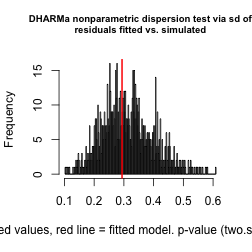 DHARMa nonparametric dispersion test via sd of
residuals fitted vs. simulated
15
10
5
0
Frequency
0.1 0.2 0.3 0.4 0.5 0.6
ed values, red line = fitted model. p-value (two.s